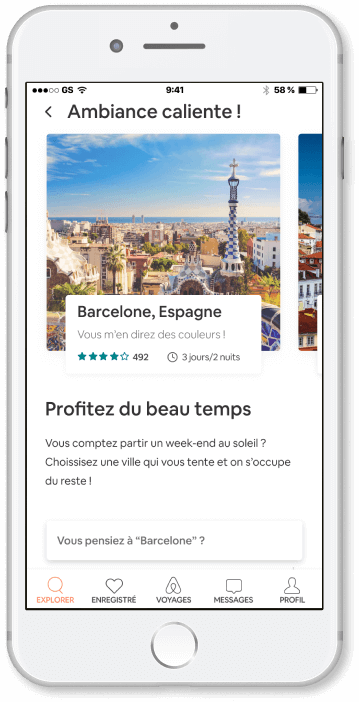 GS 9:41 58 %
Ambiance caliente !
Barcelone, Espagne
Vous m'en direz des couleurs !
492 3 jours/2 nuits
Profitez du beau temps
Vous comptez partir un week-end au soleil ?
Choissisez une ville qui vous tente et on s'occupe
du reste !
Vous pensiez à “Barcelone” ?
EXPLORER ENREGISTRÉ VOYAGES MESSAGES PROFIL